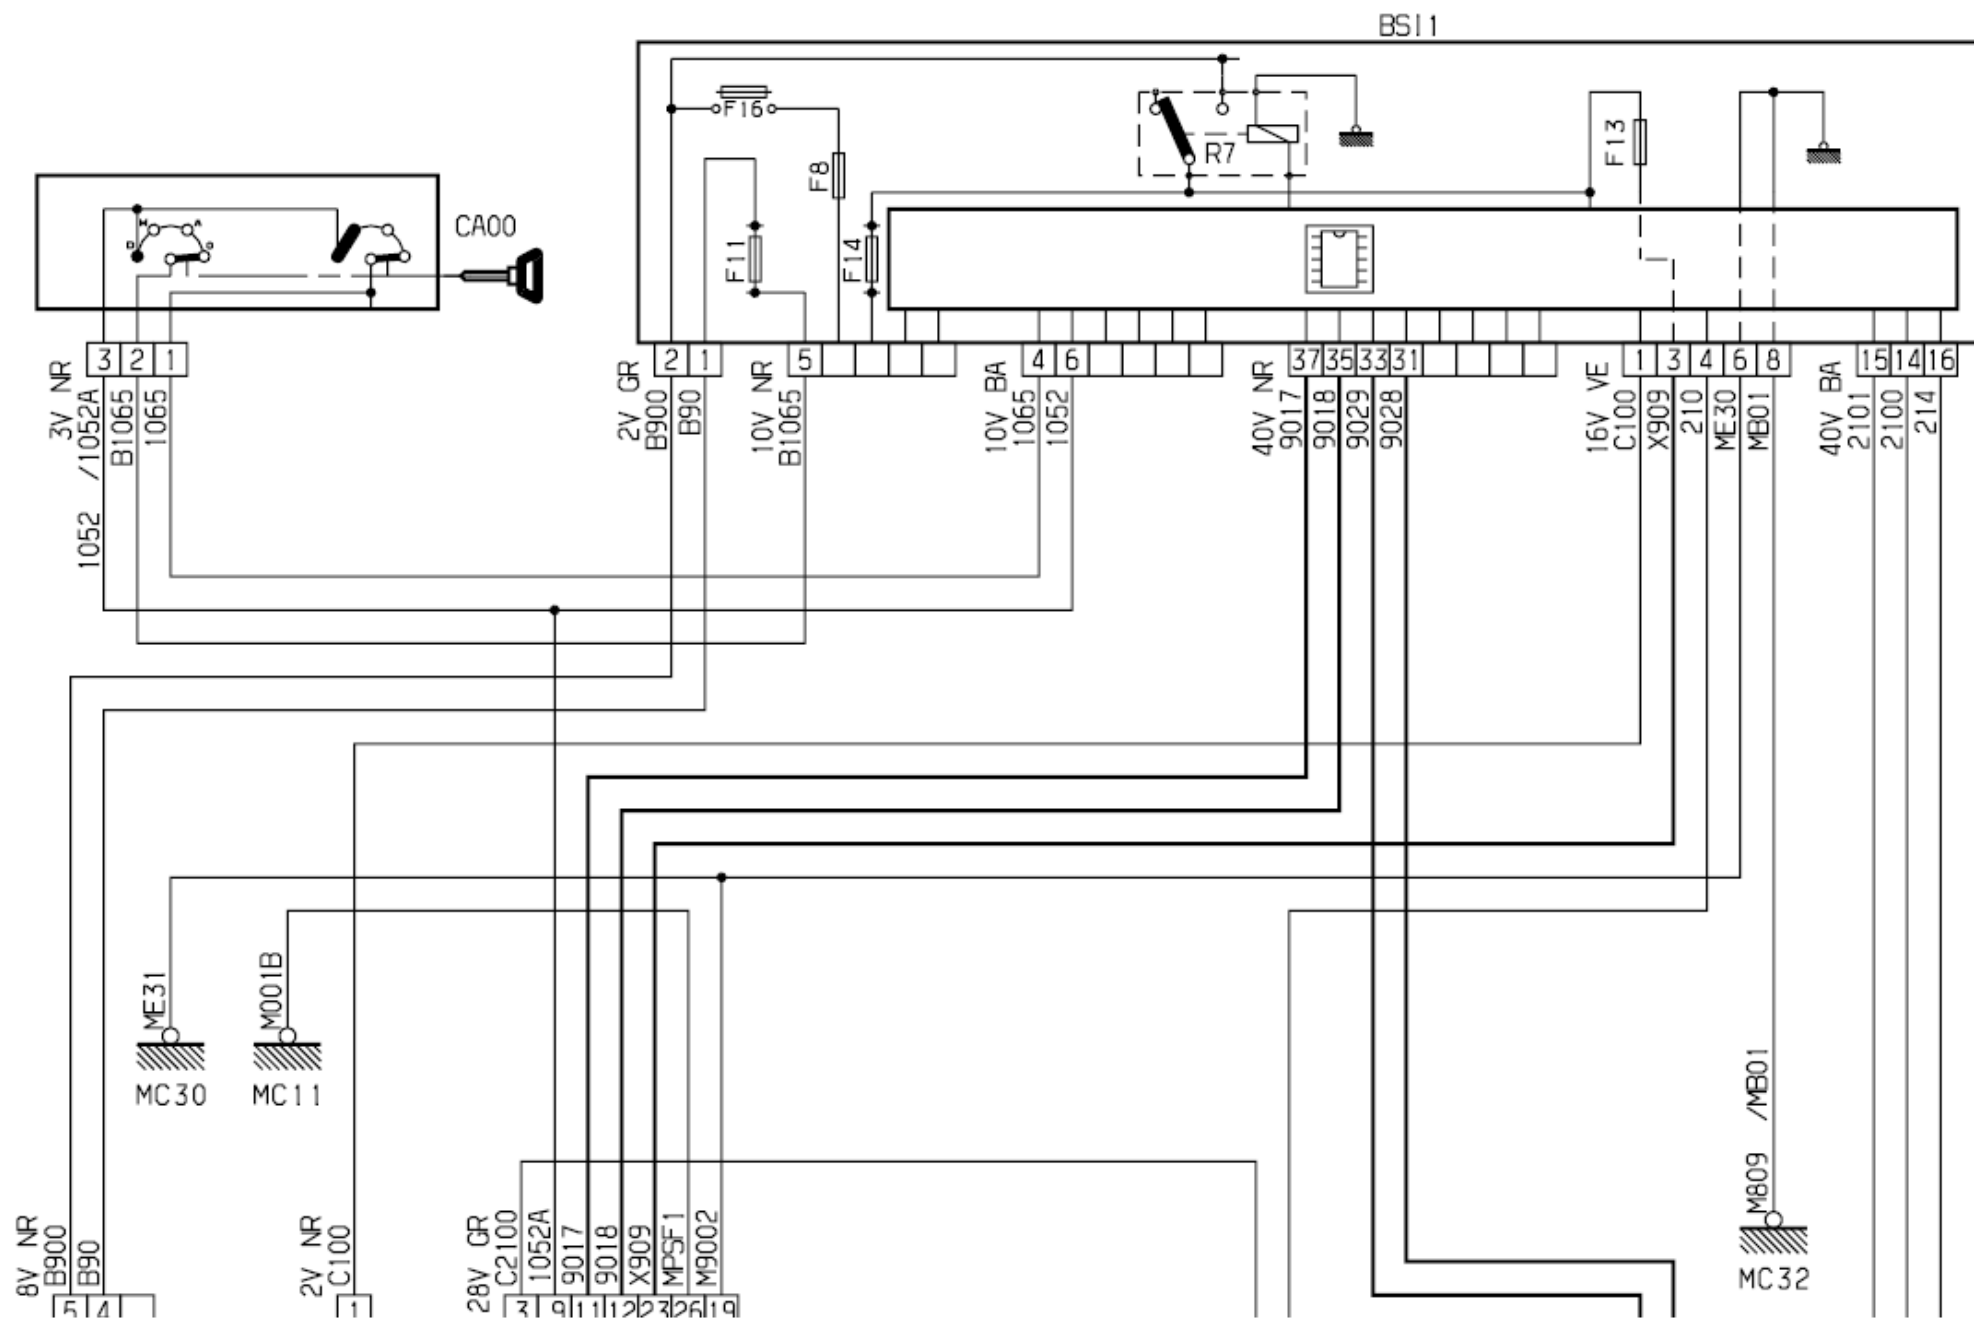 BSI1
F16
R7
F13
F8
F11
F14
M A
D G
CA00
3 2 1
2 1
5
4 6
37 35 33 31
1 3 4 6 8
15 14 16
3V NR
1052 /1052A
B1065
1065
2V GR
B900
B90
10V NR
B1065
10V BA
1065
1052
40V NR
9017
9018
9029
9028
16V VE
C100
X909
210
ME30
MB01
40V BA
2101
2100
214
ME31
MC30
M001B
MC11
M809 /MB01
MC32
8V NR
B900
B90
2V NR
C100
28V GR
C2100
1052A
9017
9018
X909
MPSF1
M9002
5 4
1
3 9 11 12 23 26 19